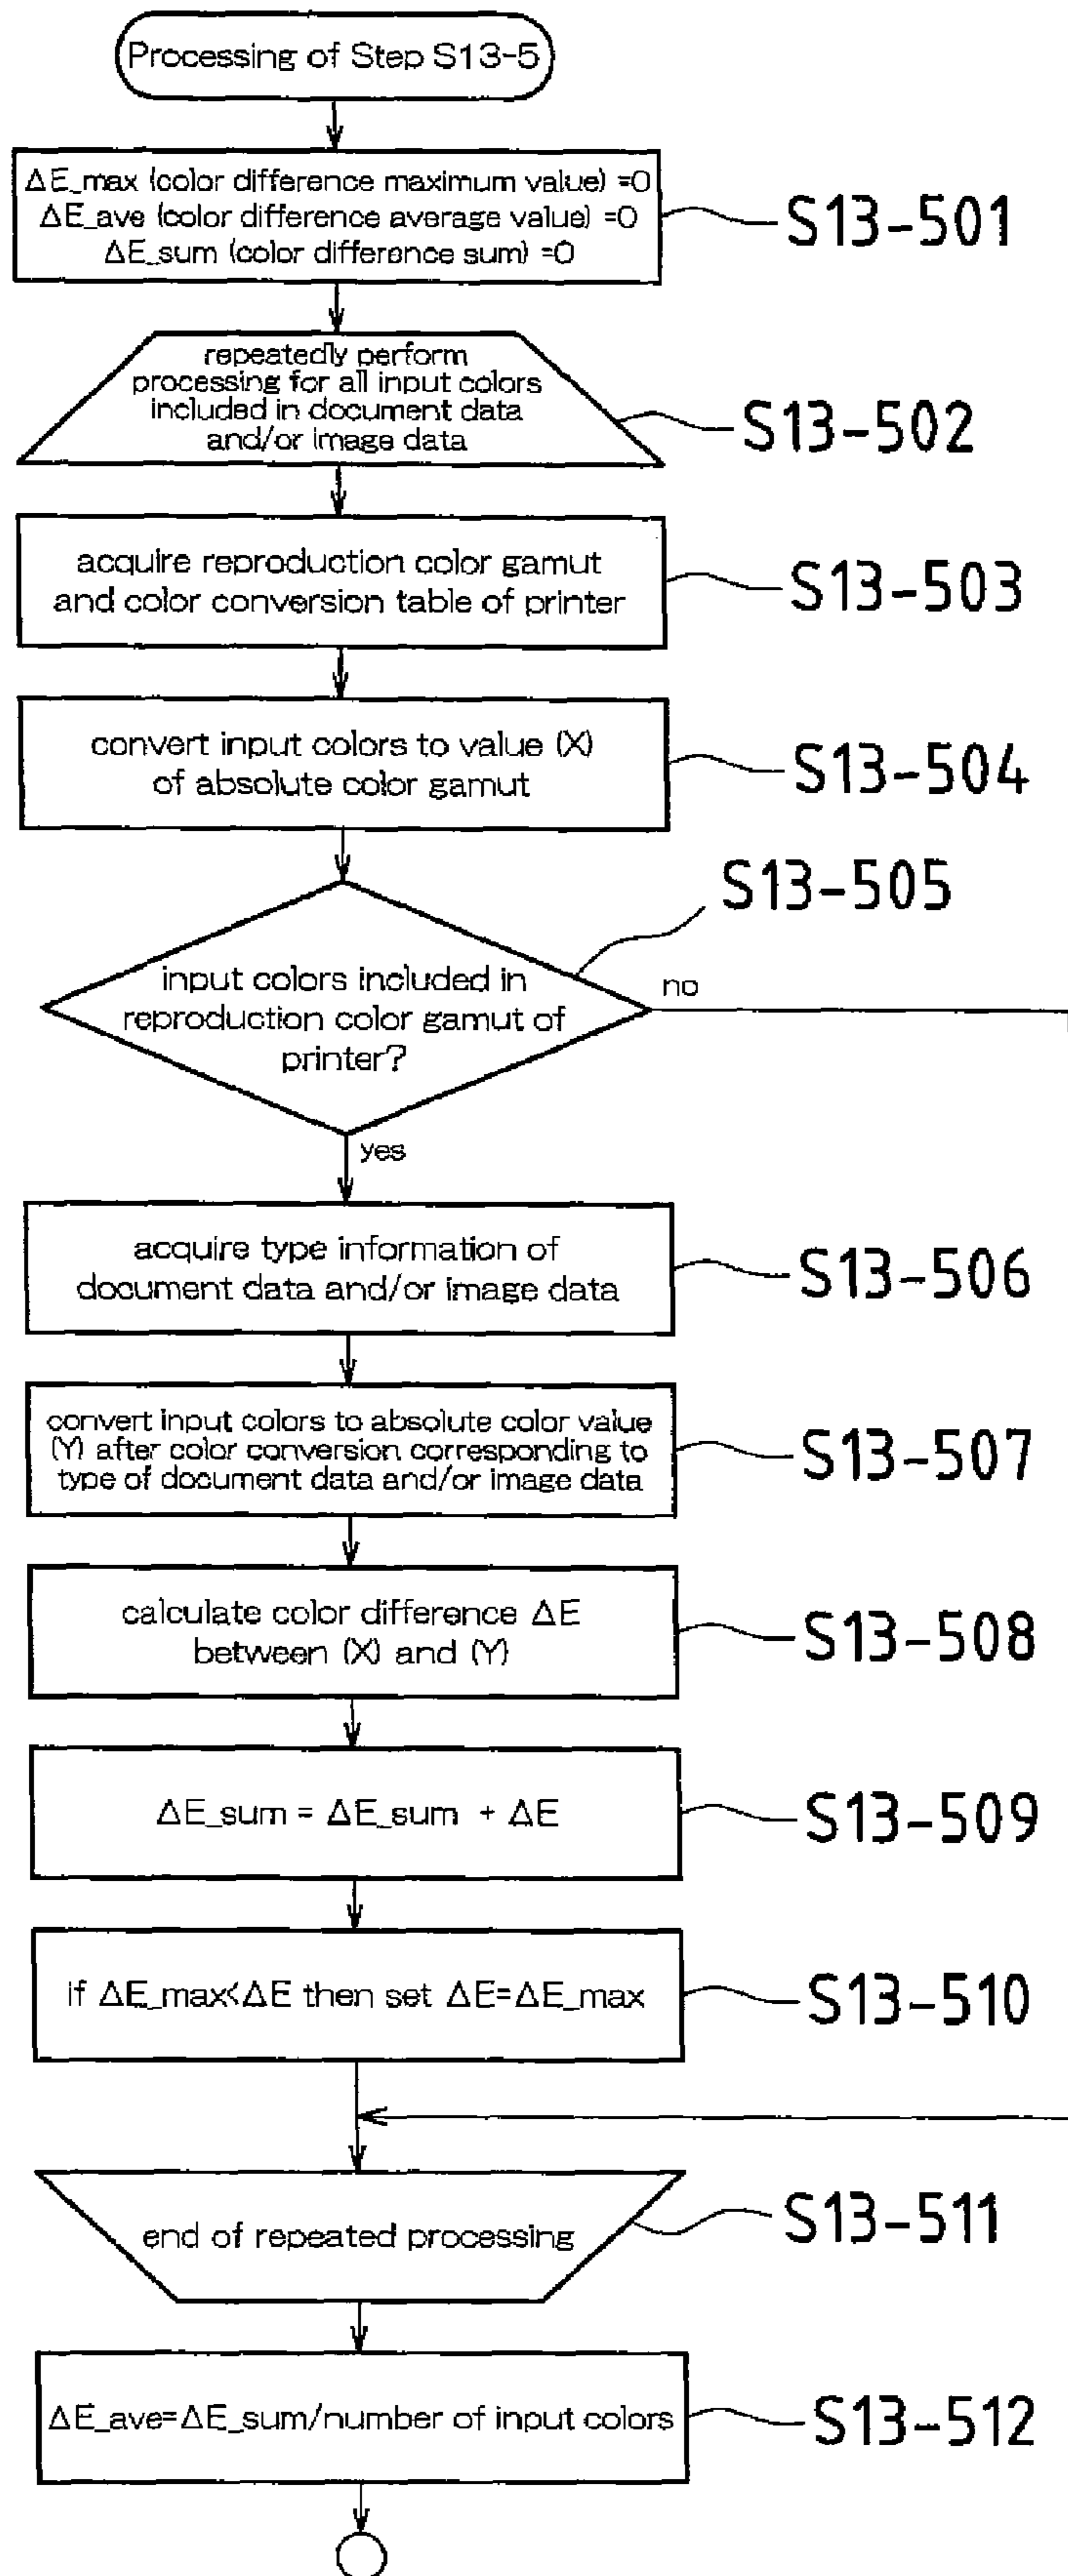 Processing of Step S13-5
ΔE_max (color difference maximum value) =0
ΔE_ave (color difference average value) =0
ΔE_sum (color difference sum) =0
S13-501
repeatedly perform
processing for all input colors
included in document data
and/or image data
S13-502
acquire reproduction color gamut
and color conversion table of printer
S13-503
convert input colors to value (X)
of absolute color gamut
S13-504
S13-505
input colors included in
reproduction color gamut of
printer?
no
yes
acquire type information of
document data and/or image data
S13-506
convert input colors to absolute color value
(Y) after color conversion corresponding to
type of document data and/or image data
S13-507
calculate color difference ΔE
between (X) and (Y)
S13-508
ΔE_sum = ΔE_sum + ΔE
S13-509
if ΔE_max<ΔE then set ΔE=ΔE_max
S13-510
end of repeated processing
S13-511
ΔE_ave=ΔE_sum/number of input colors
S13-512